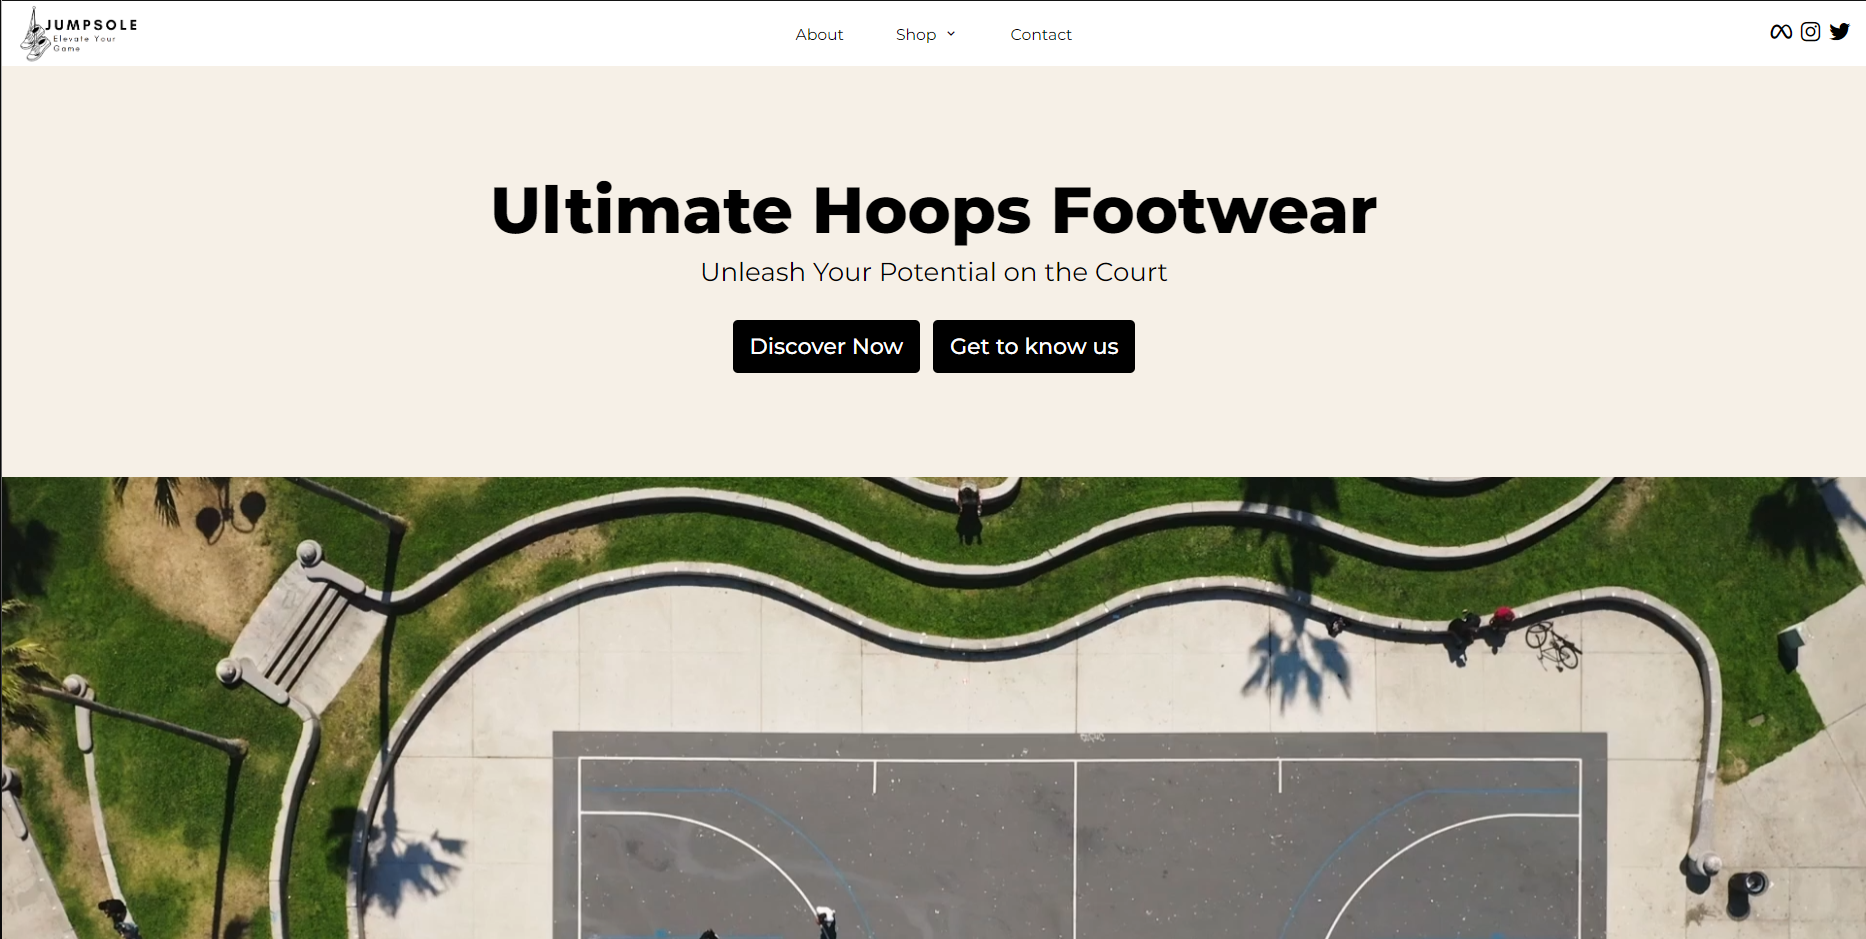 JUMPSOLE
Elevate Your
Game
About
Shop
Contact
Ultimate Hoops Footwear
Unleash Your Potential on the Court
Discover Now
Get to know us